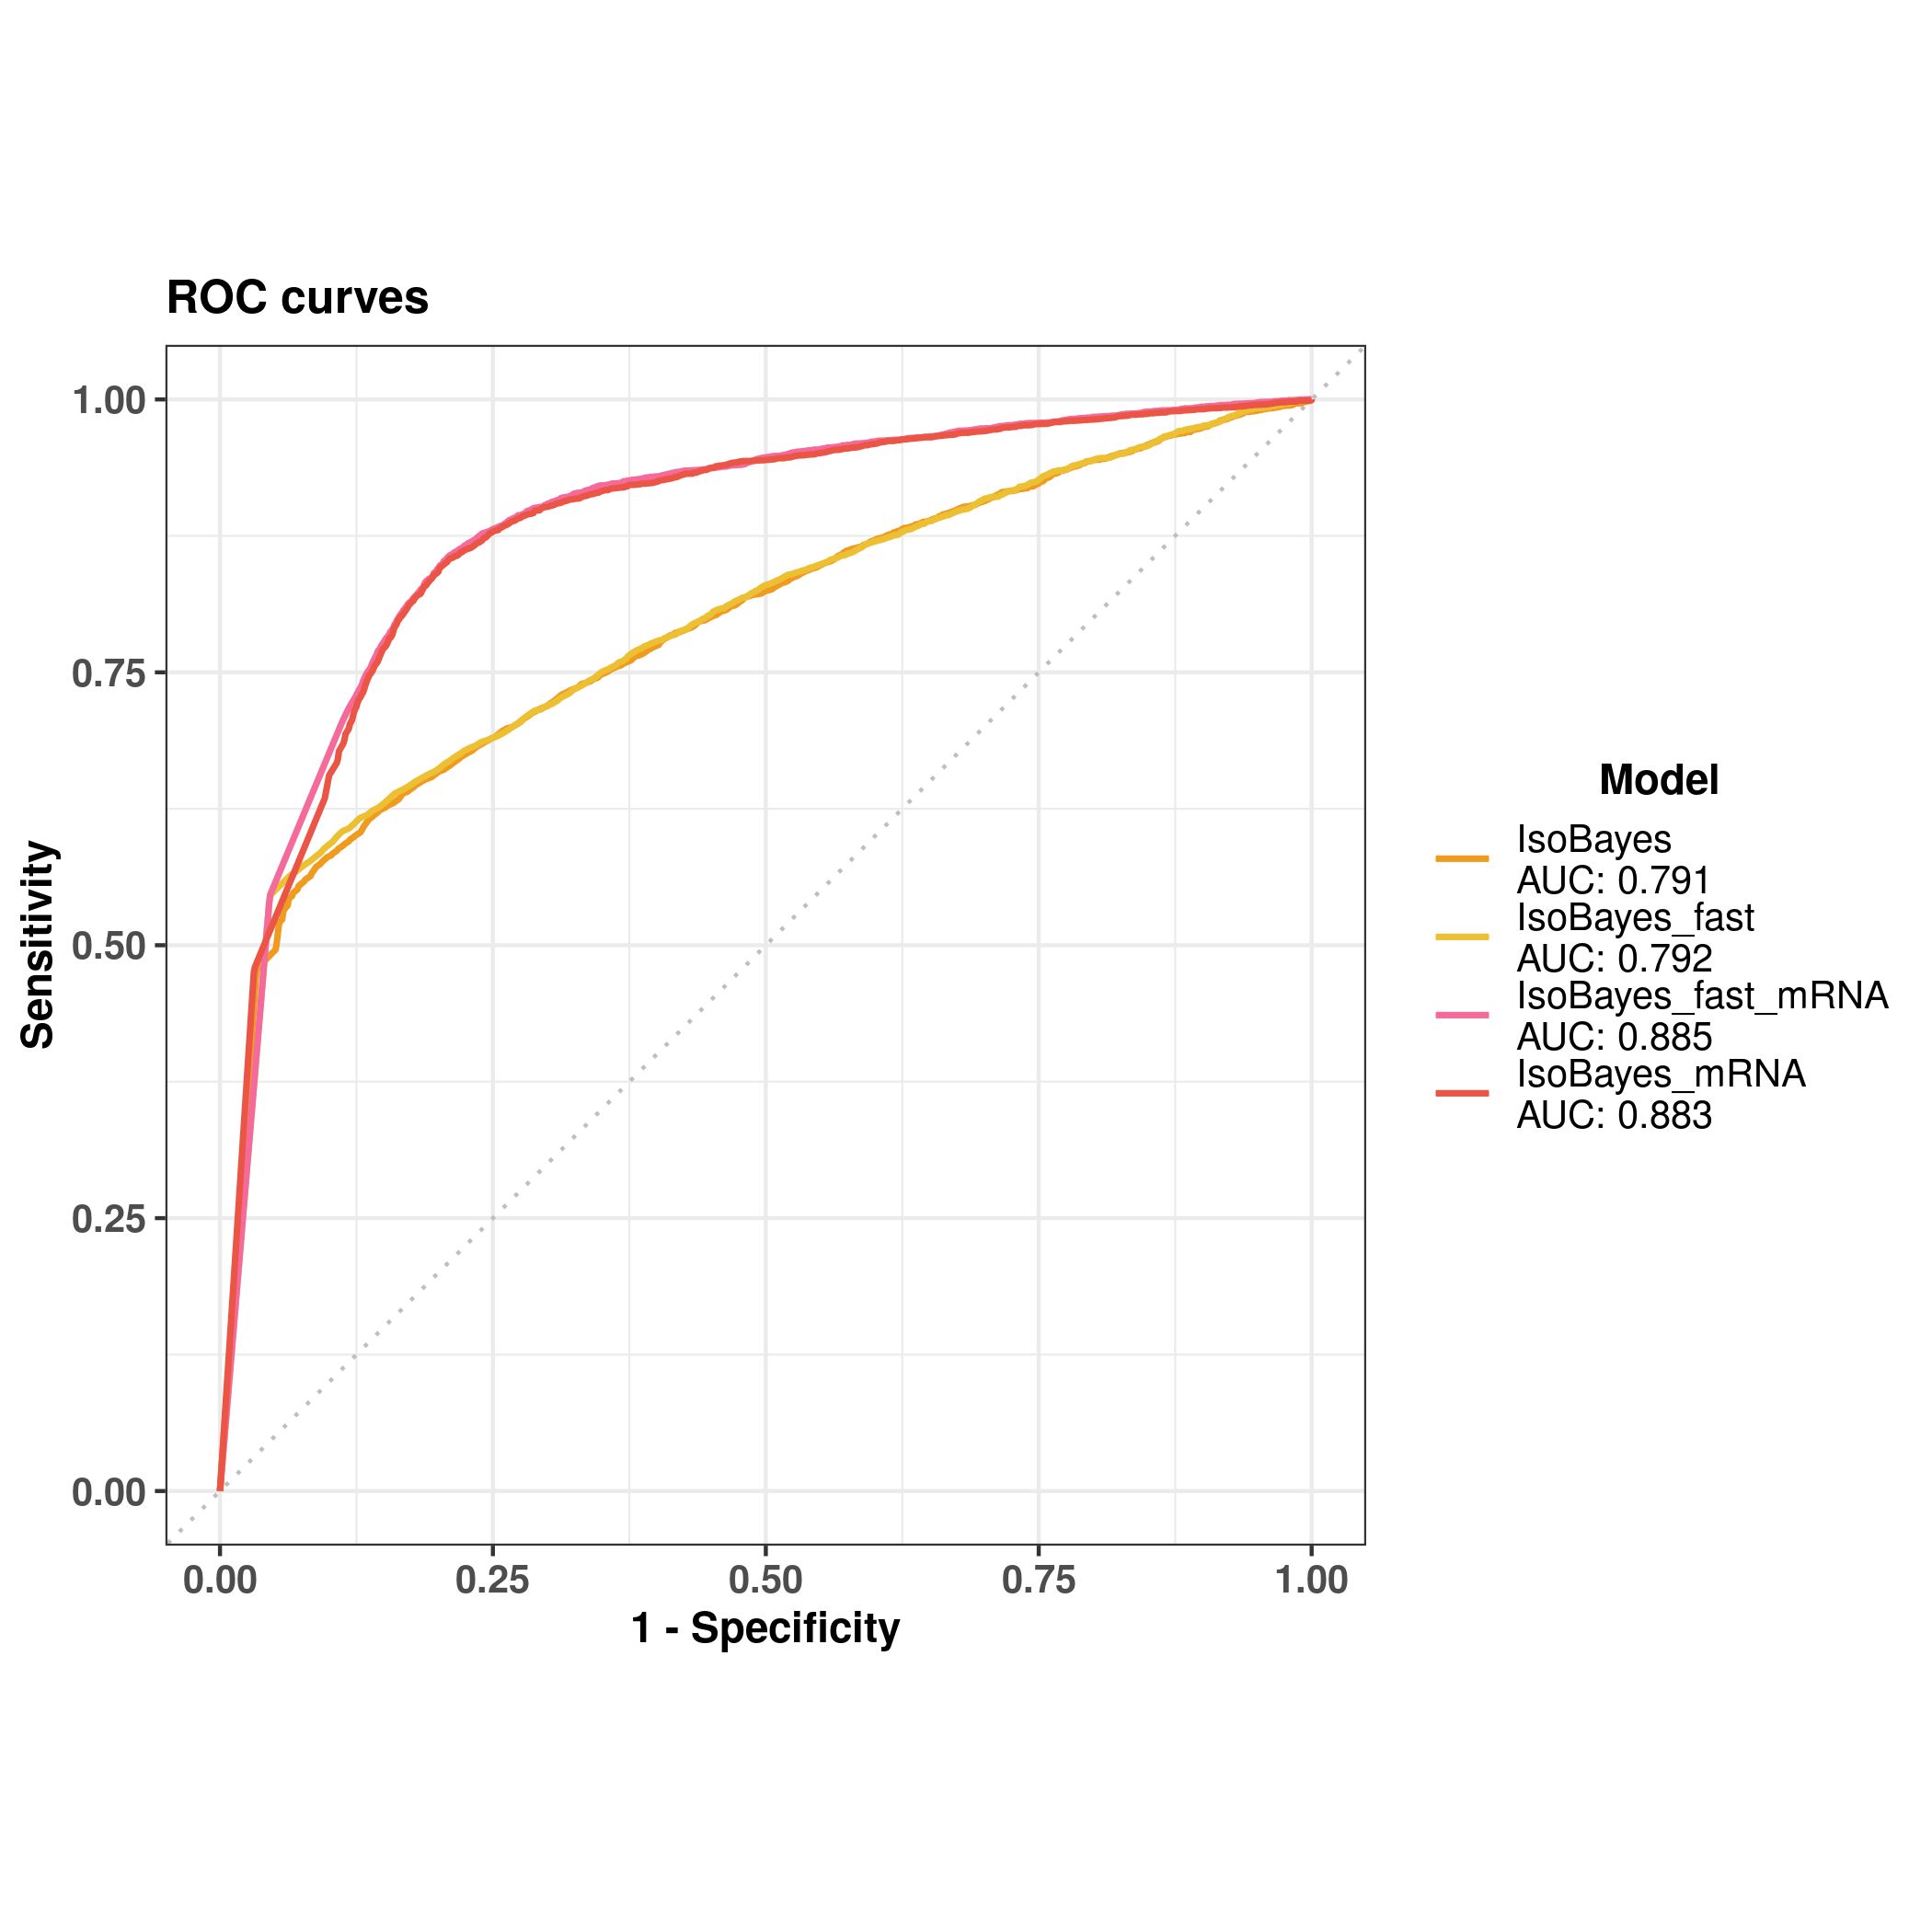 ROC curves
1.00
0.75
0.50
0.25
0.00
Sensitivity
0.00 0.25 0.50 0.75 1.00
1 - Specificity
Model
IsoBayes
AUC: 0.791
IsoBayes_fast
AUC: 0.792
IsoBayes_fast_mRNA
AUC: 0.885
IsoBayes_mRNA
AUC: 0.883